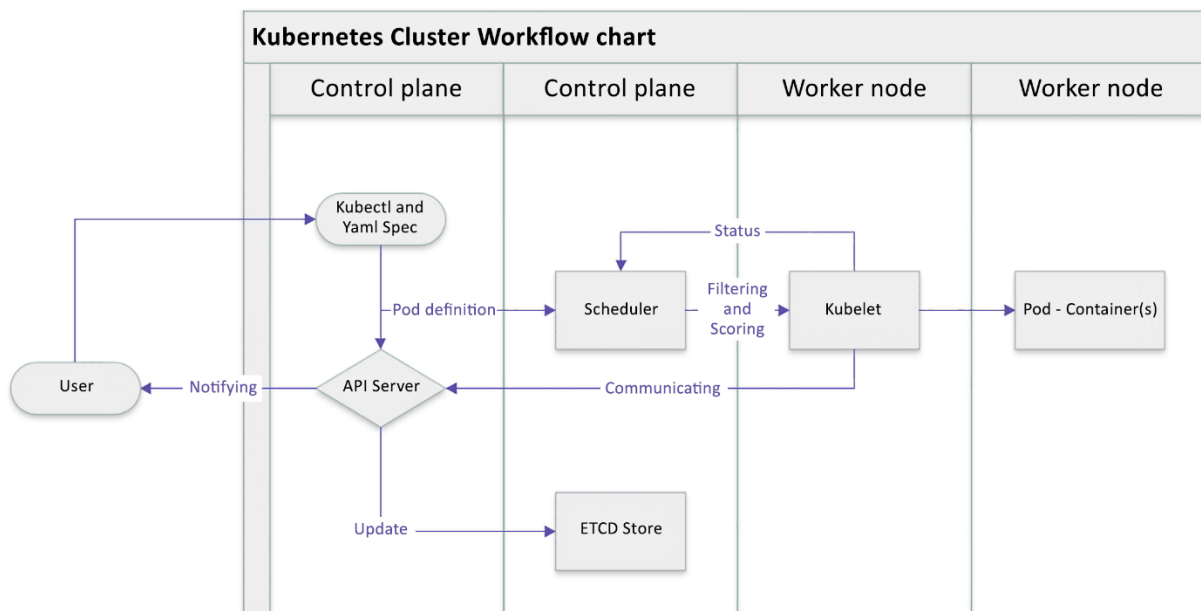 Kubernetes Cluster Workflow chart
Control plane
Control plane
Worker node
Worker node
Kubectl and
Yaml Spec
Status
Pod definition
Scheduler
Filtering
and
Scoring
Kubelet
Pod - Container(s)
User
Notifying
API Server
Communicating
Update
ETCD Store